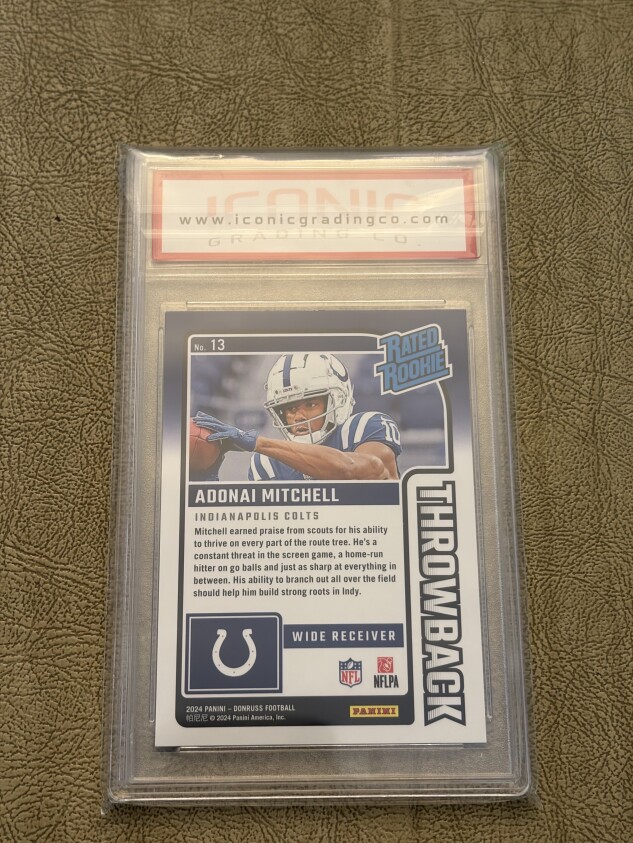 ICONIC
www.iconicgradingco.com
GRADING CO.
No. 13
RATED
ROOKIE
10
ADONAI MITCHELL
INDIANAPOLIS COLTS
Mitchell earned praise from scouts for his ability
to thrive on every part of the route tree. He's a
constant threat in the screen game, a home-run
hitter on go balls and just as sharp at everything in
between. His ability to branch out all over the field
should help him build strong roots in Indy.
THROWBACK
WIDE RECEIVER
NFL
NFLPA
2024 PANINI – DONRUSS FOOTBALL
帕尼尼 © 2024 Panini America, Inc.
PANINI